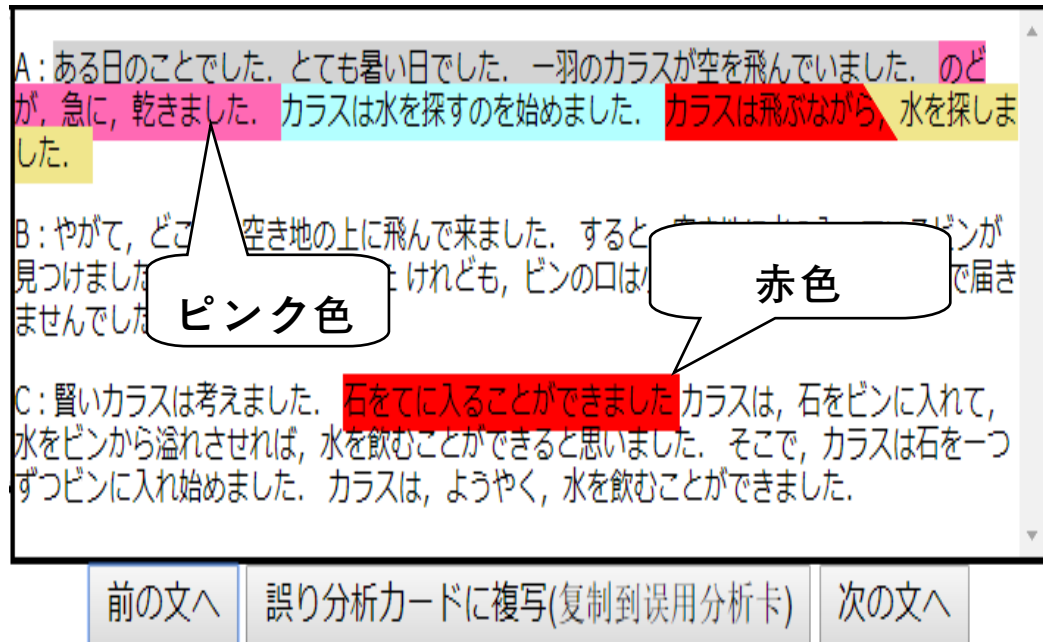 A：ある日のことでした．とても暑い日でした．一羽のカラスが空を飛んでいました．のど
が，急に，乾きました．カラスは水を探すのを始めました．カラスは飛ぶながら，水を探しま
した．
B：やがて，どこ 空き地の上に飛んで来ました．すると， ビンが
見つけました けれども，ビンの口は で届き
ませんでした
ピンク色
赤色
C：賢いカラスは考えました．石をてに入ることができました カラスは，石をビンに入れて，
水をビンから溢れさせれば，水を飲むことができると思いました．そこで，カラスは石を一つ
ずつビンに入れ始めました．カラスは，ようやく，水を飲むことができました．
前の文へ
誤り分析カードに複写(复制到误用分析卡)
次の文へ